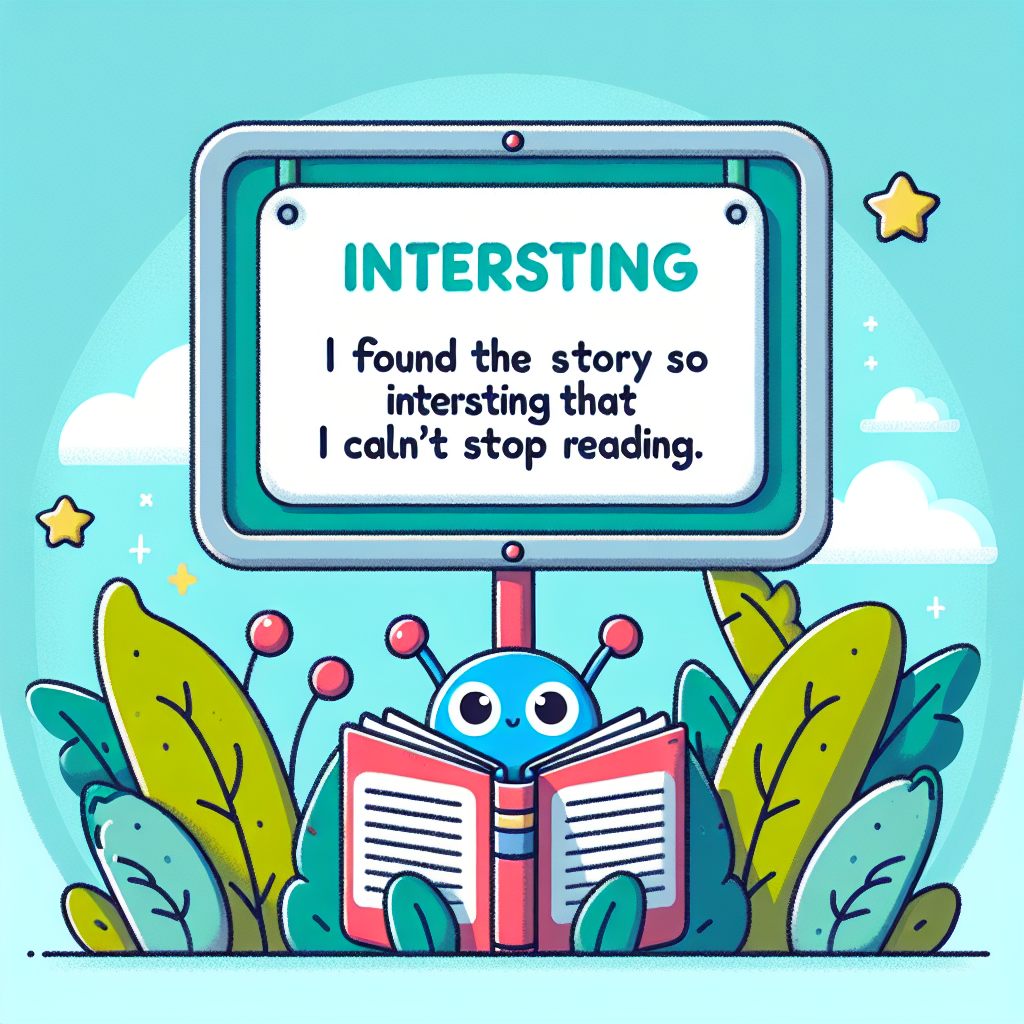 INTERSTING
I found the story so
intersting that
I caln't stop reading.